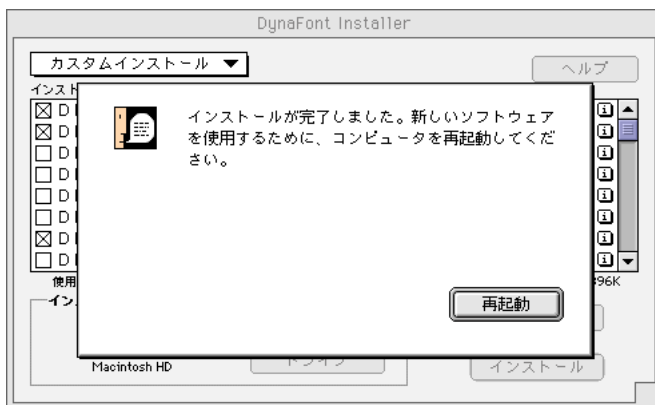 DynaFont Installer
カスタムインストール
ヘルプ
インスト
D
D
D
D
D
D
D
D
インストールが完了しました。新しいソフトウェア
を使用するために、コンピュータを再起動してくだ
さい。
再起動
使用
96K
Macintosh HD
ドライブ
インストール